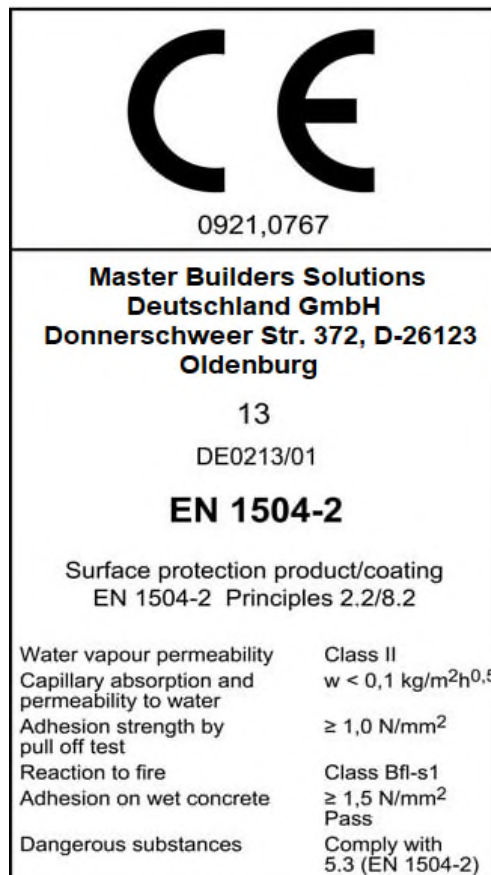 CE
0921,0767
Master Builders Solutions
Deutschland GmbH
Donnerschweer Str. 372, D-26123
Oldenburg
13
DE0213/01
EN 1504-2
Surface protection product/coating
EN 1504-2 Principles 2.2/8.2
Water vapour permeability Class II
Capillary absorption and w < 0,1 kg/m²h⁰,⁵
permeability to water
Adhesion strength by ≥ 1,0 N/mm²
pull off test
Reaction to fire Class Bfl-s1
Adhesion on wet concrete ≥ 1,5 N/mm²
Pass
Dangerous substances Comply with
5.3 (EN 1504-2)